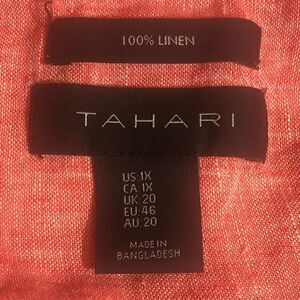 100% LINEN
TAHARI
US: 1X
CA: 1X
UK: 20
EU: 46
AU: 20
MADE IN
BANGLADESH